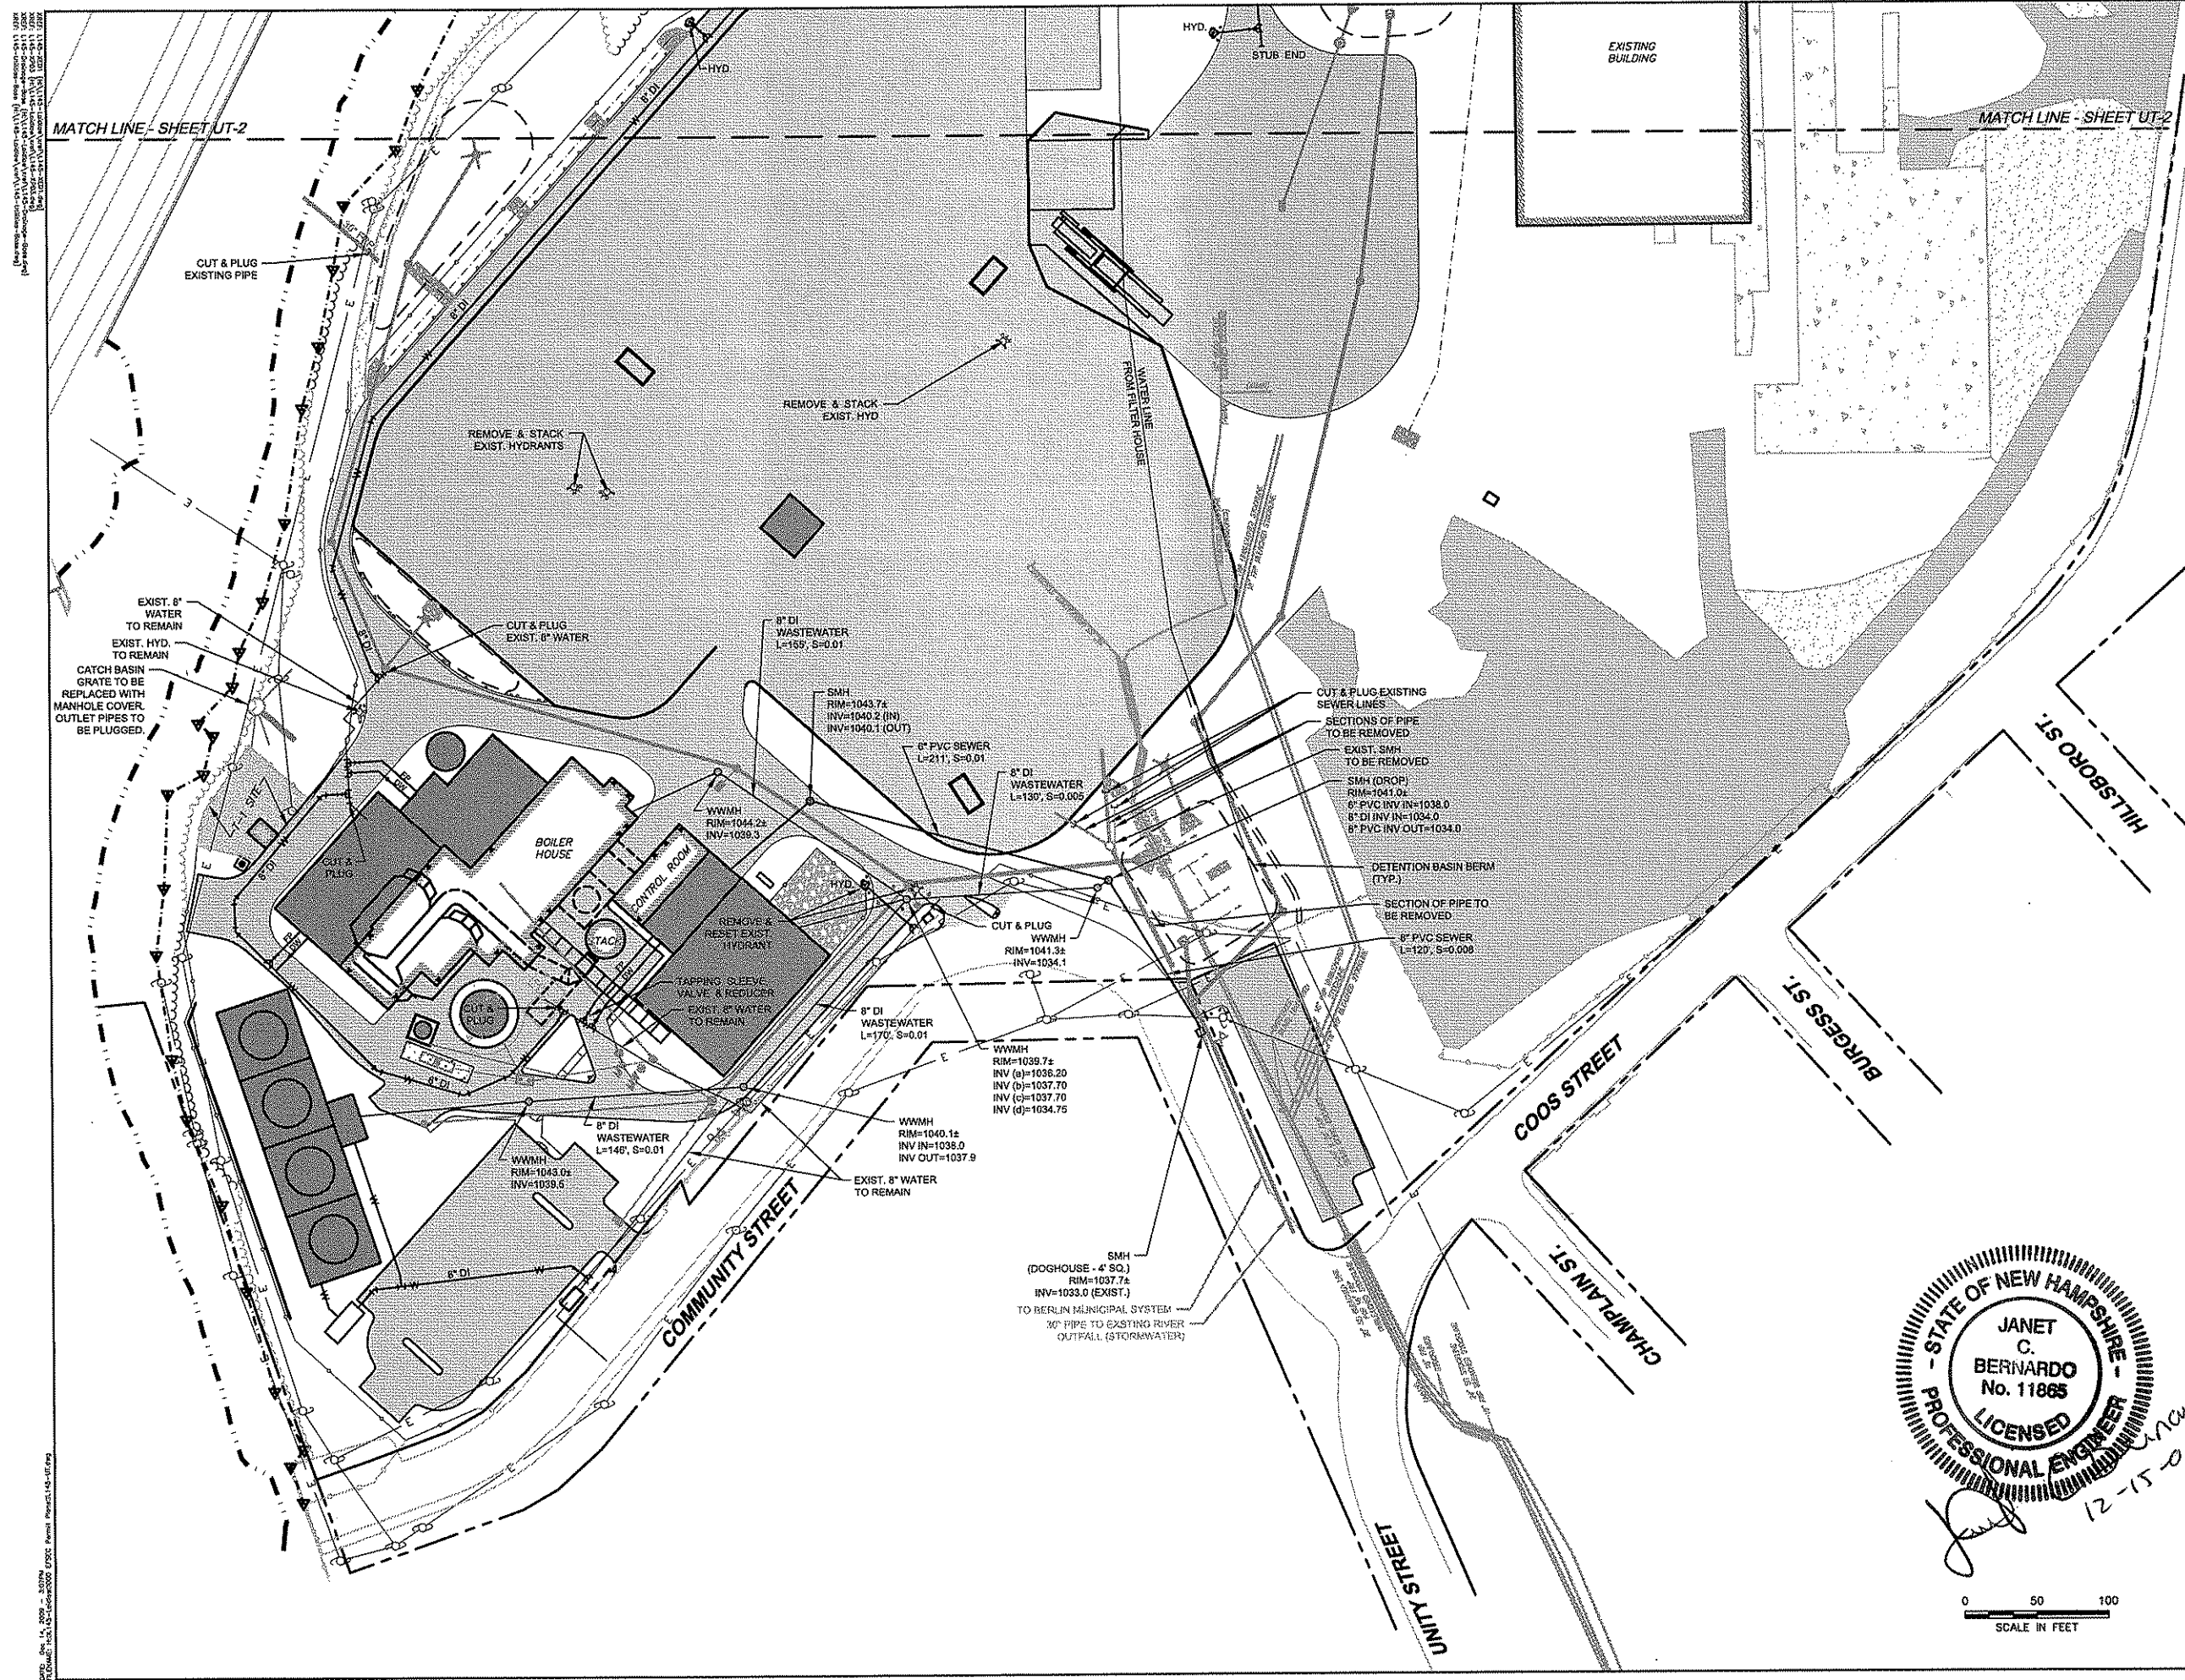 HYD.
STUB END
EXISTING
BUILDING
HYD.
8" DI
MATCH LINE - SHEET UT-2
MATCH LINE - SHEET UT-2
CUT & PLUG
EXISTING PIPE
8" DI
WATER LINE
FROM FILTER HOUSE
REMOVE & STACK
EXIST. HYD
REMOVE & STACK
EXIST. HYDRANTS
EXIST. 8"
WATER
TO REMAIN
EXIST. HYD.
TO REMAIN
CATCH BASIN
GRATE TO BE
REPLACED WITH
MANHOLE COVER.
OUTLET PIPES TO
BE PLUGGED.
8" DI
CUT & PLUG
EXIST. 8" WATER
8" DI
WASTEWATER
L=155', S=0.01
SMH
RIM=1043.7±
INV=1040.2 (IN)
INV=1040.1 (OUT)
6" PVC SEWER
L=211', S=0.01
8" DI
WASTEWATER
L=130', S=0.005
CUT & PLUG EXISTING
SEWER LINES
SECTIONS OF PIPE
TO BE REMOVED
EXIST. SMH
TO BE REMOVED
SMH (DROP)
RIM=1041.0±
6" PVC INV IN=1038.0
8" DI INV IN=1034.0
8" PVC INV OUT=1034.0
DETENTION BASIN BERM
(TYP.)
SECTION OF PIPE TO
BE REMOVED
8" PVC SEWER
L=120', S=0.008
WWMH
RIM=1044.2±
INV=1039.3
BOILER
HOUSE
CONTROL ROOM
STACK
CUT &
PLUG
8" DI
HYD.
REMOVE &
RESET EXIST.
HYDRANT
CUT & PLUG
WWMH
RIM=1041.3±
INV=1034.1
TAPPING SLEEVE,
VALVE, & REDUCER
EXIST. 8" WATER
TO REMAIN
CUT &
PLUG
8" DI
8" DI
WASTEWATER
L=170', S=0.01
WWMH
RIM=1039.7±
INV (a)=1036.20
INV (b)=1037.70
INV (c)=1037.70
INV (d)=1034.75
WWMH
RIM=1040.1±
INV IN=1038.0
INV OUT=1037.9
8" DI
WASTEWATER
L=146', S=0.01
WWMH
RIM=1043.0±
INV=1039.5
EXIST. 8" WATER
TO REMAIN
8" DI
SMH
(DOGHOUSE - 4' SQ.)
RIM=1037.7±
INV=1033.0 (EXIST.)
TO BERLIN MUNICIPAL SYSTEM
30" PIPE TO EXISTING RIVER
OUTFALL (STORMWATER)
COMMUNITY STREET
UNITY STREET
COOS STREET
CHAMPLAIN ST.
BURGESS ST.
HILLSBORO ST.
STATE OF NEW HAMPSHIRE
JANET
C.
BERNARDO
No. 11865
LICENSED
PROFESSIONAL ENGINEER
12-15-0
0 50 100
SCALE IN FEET